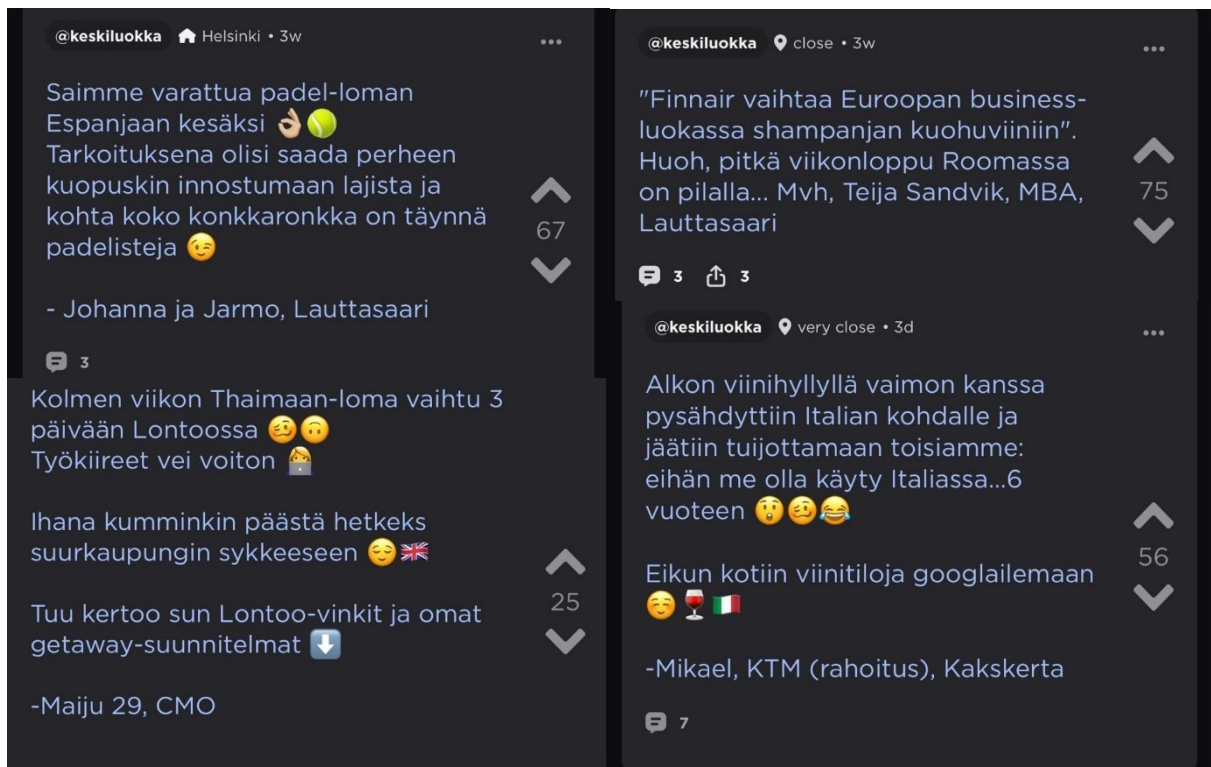 @keskiluokka Helsinki • 3w
Saimme varattua padel-loman
Espanjaan kesäksi 👌🏼🎾
Tarkoituksena olisi saada perheen
kuopuskin innostumaan lajista ja
kohta koko konkkaronkka on täynnä
padelisteja 😉
67
- Johanna ja Jarmo, Lauttasaari
3
Kolmen viikon Thaimaan-loma vaihtu 3
päivään Lontoossa 🥴🙃
Työkiireet vei voiton 👩‍💻
Ihana kumminkin päästä hetkeks
suurkaupungin sykkeeseen 😌🇬🇧
25
Tuu kertoo sun Lontoo-vinkit ja omat
getaway-suunnitelmat ⬇️
-Maiju 29, CMO
@keskiluokka close • 3w
"Finnair vaihtaa Euroopan business-
luokassa shampanjan kuohuviiniin".
Huoh, pitkä viikonloppu Roomassa
on pilalla... Mvh, Teija Sandvik, MBA,
Lauttasaari
75
3 3
@keskiluokka very close • 3d
Alkon viinihyllyllä vaimon kanssa
pysähdyttiin Italian kohdalle ja
jäätiin tuijottamaan toisiamme:
eihän me olla käyty Italiassa...6
vuoteen 😲🥴😂
56
Eikun kotiin viinitiloja googlailemaan
☺️🍷🇮🇹
-Mikael, KTM (rahoitus), Kakskerta
7